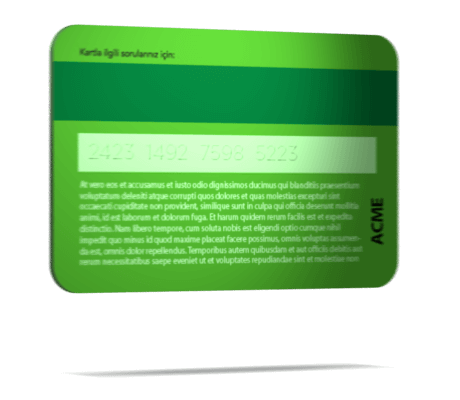 Kartla ilgili sorularınız için:
2423 1492 7598 5223
At vero eos et accusamus et iusto odio dignissimos ducimus qui blanditiis praesentium
voluptatum deleniti atque corrupti quos dolores et quas molestias excepturi sint
occaecati cupiditate non provident, similique sunt in culpa qui officia deserunt mollitia
animi, id est laborum et dolorum fuga. Et harum quidem rerum facilis est et expedita
distinctio. Nam libero tempore, cum soluta nobis est eligendi optio cumque nihil
impedit quo minus id quod maxime placeat facere possimus, omnis voluptas assumen-
da est, omnis dolor repellendus. Temporibus autem quibusdam et aut officiis debitis aut
rerum necessitatibus saepe eveniet ut et voluptates repudiandae sint et molestiae non
ACME